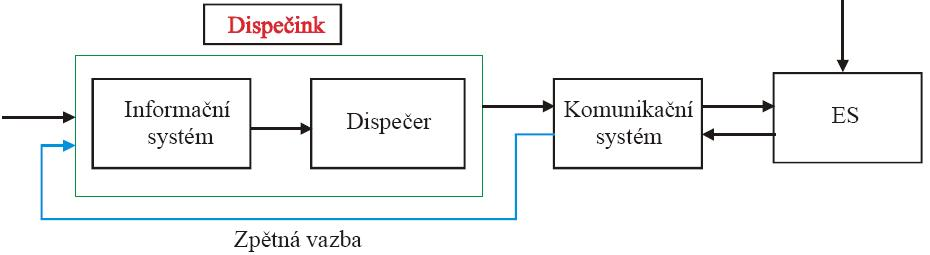 Dispečink
Informační
systém
Dispečer
Komunikační
systém
ES
Zpětná vazba